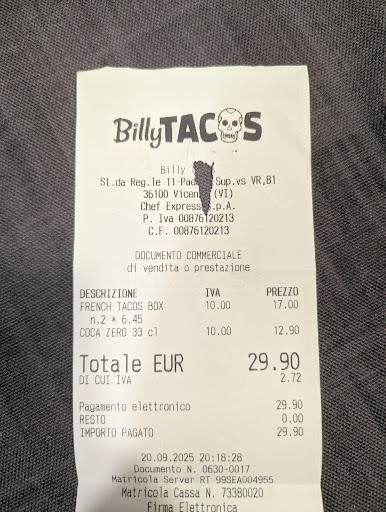 BillyTACOS
Billy
St.da Reg.le 11 Sup.vs VR,81
36100 (VI)
Chef Express
P. Iva 00876120213
C.F. 00876120213
DOCUMENTO COMMERCIALE
di vendita o prestazione
DESCRIZIONE IVA PREZZO
FRENCH TACOS BOX 10.00 17.00
n.2 * 6.45
COCA ZERO 33 cl 10.00 12.90
Totale EUR 29.90
DI CUI IVA 2.72
Pagamento elettronico 29.90
RESTO 0.00
IMPORTO PAGATO 29.90
20.09.2025 20:18:28
Documento N. 0630-0017
Matricola Server RT 99SEA004955
Matricola Cassa N. 73380020
Firma Elettronica